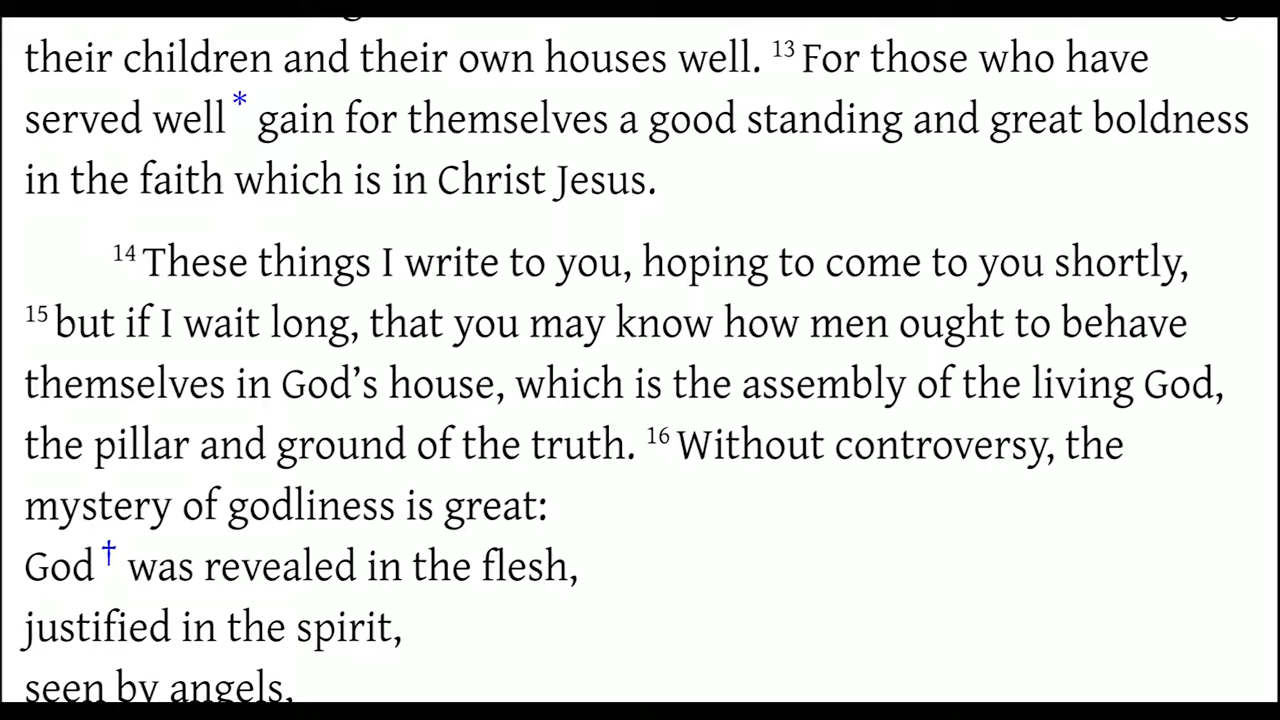 their children and their own houses well. 13 For those who have
served well * gain for themselves a good standing and great boldness
in the faith which is in Christ Jesus.
14 These things I write to you, hoping to come to you shortly,
15 but if I wait long, that you may know how men ought to behave
themselves in God’s house, which is the assembly of the living God,
the pillar and ground of the truth. 16 Without controversy, the
mystery of godliness is great:
God † was revealed in the flesh,
justified in the spirit,
seen by angels,